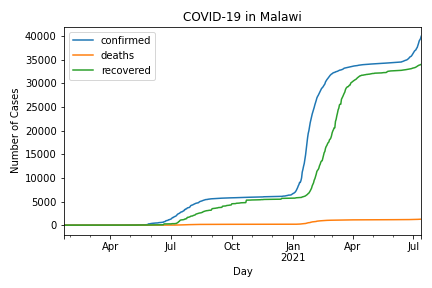 COVID-19 in Malawi
confirmed
deaths
recovered
Number of Cases
40000
35000
30000
25000
20000
15000
10000
5000
0
Apr Jul Oct Jan Apr Jul
2021
Day